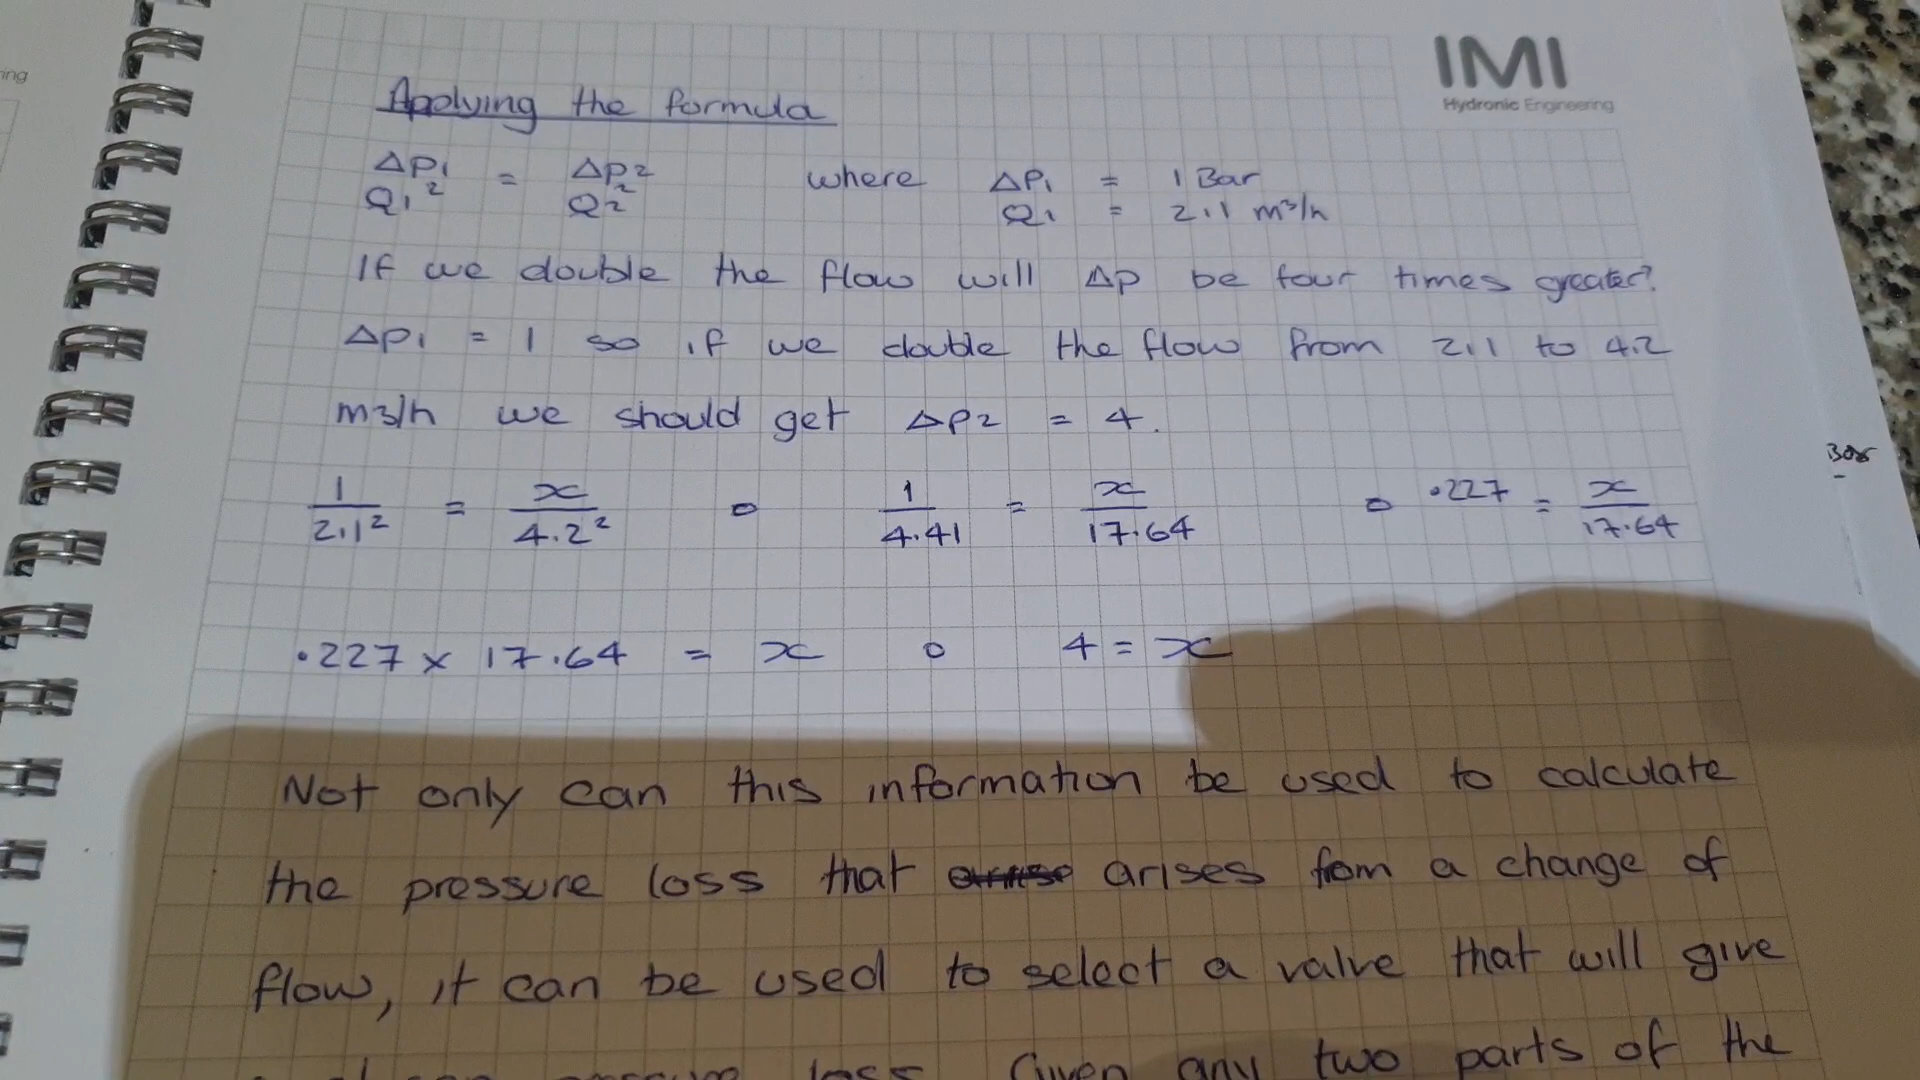 ing
IMI
Hydronic Engineering
Applying the formula
Δp1 = Δp2 where Δp1 = 1 Bar
Q1² Q2² Q1 = 2.1 m³/h
If we double the flow will Δp be four times greater?
Δp1 = 1 so if we double the flow from 2.1 to 4.2
m3/h we should get Δp2 = 4.
Bar
1/2.1² = x/4.2² o 1/4.41 = x/17.64 o .227 = x/17.64
.227 x 17.64 = x o 4 = x
Not only can this information be used to calculate
the pressure loss that arises from a change of
flow, it can be used to select a valve that will give
loss. Given any two parts of the